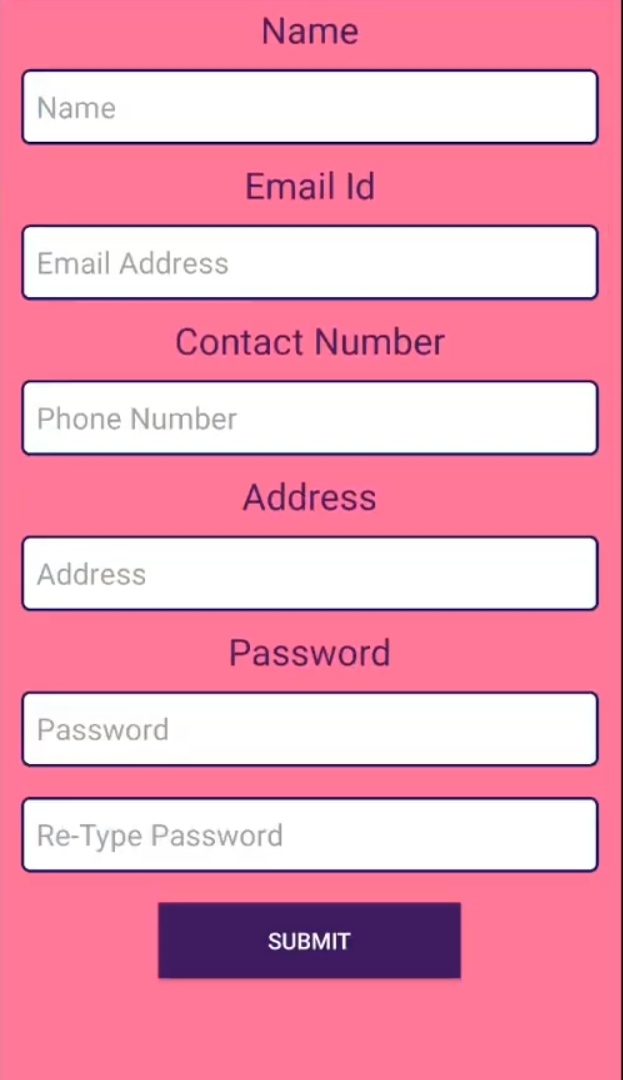 Name
Name
Email Id
Email Address
Contact Number
Phone Number
Address
Address
Password
Password
Re-Type Password
SUBMIT